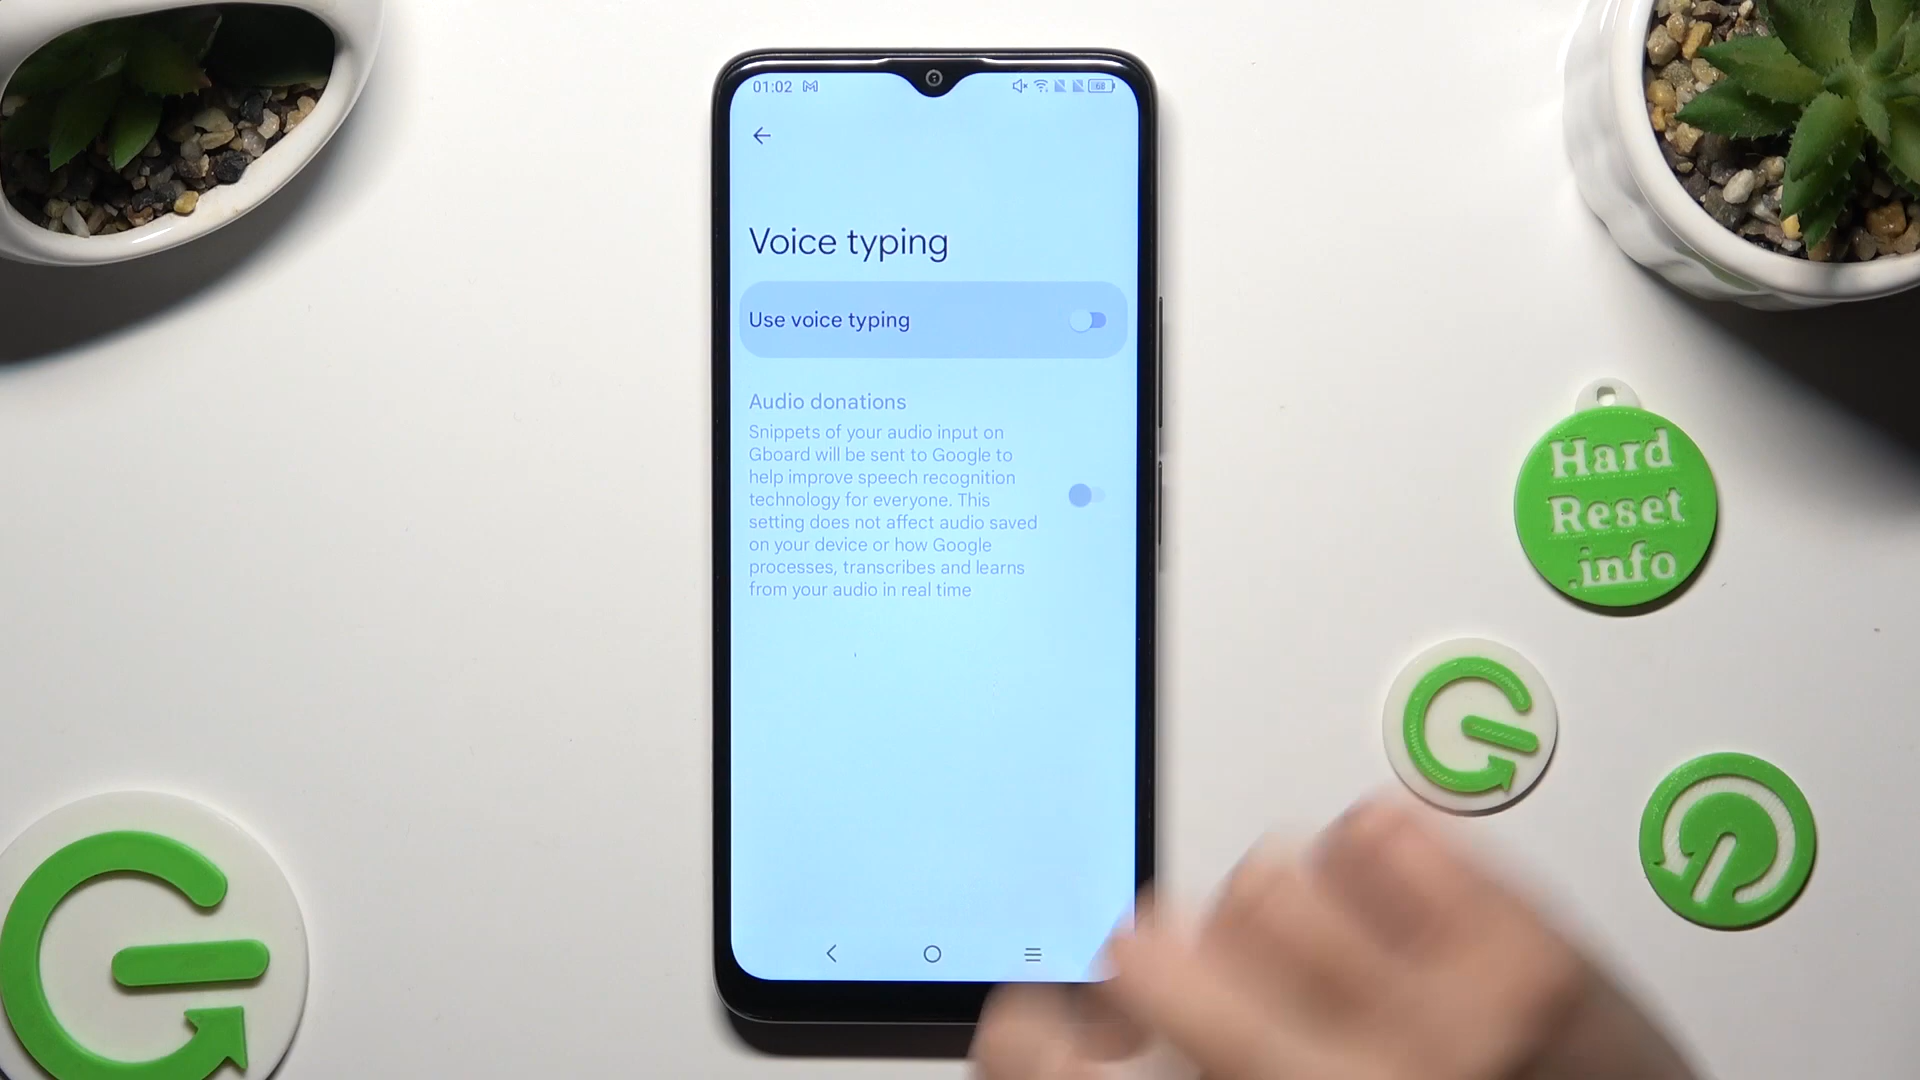 01:02
68
Voice typing
Use voice typing
Audio donations
Snippets of your audio input on
Gboard will be sent to Google to
help improve speech recognition
technology for everyone. This
setting does not affect audio saved
on your device or how Google
processes, transcribes and learns
from your audio in real time
Hard
Reset
.info